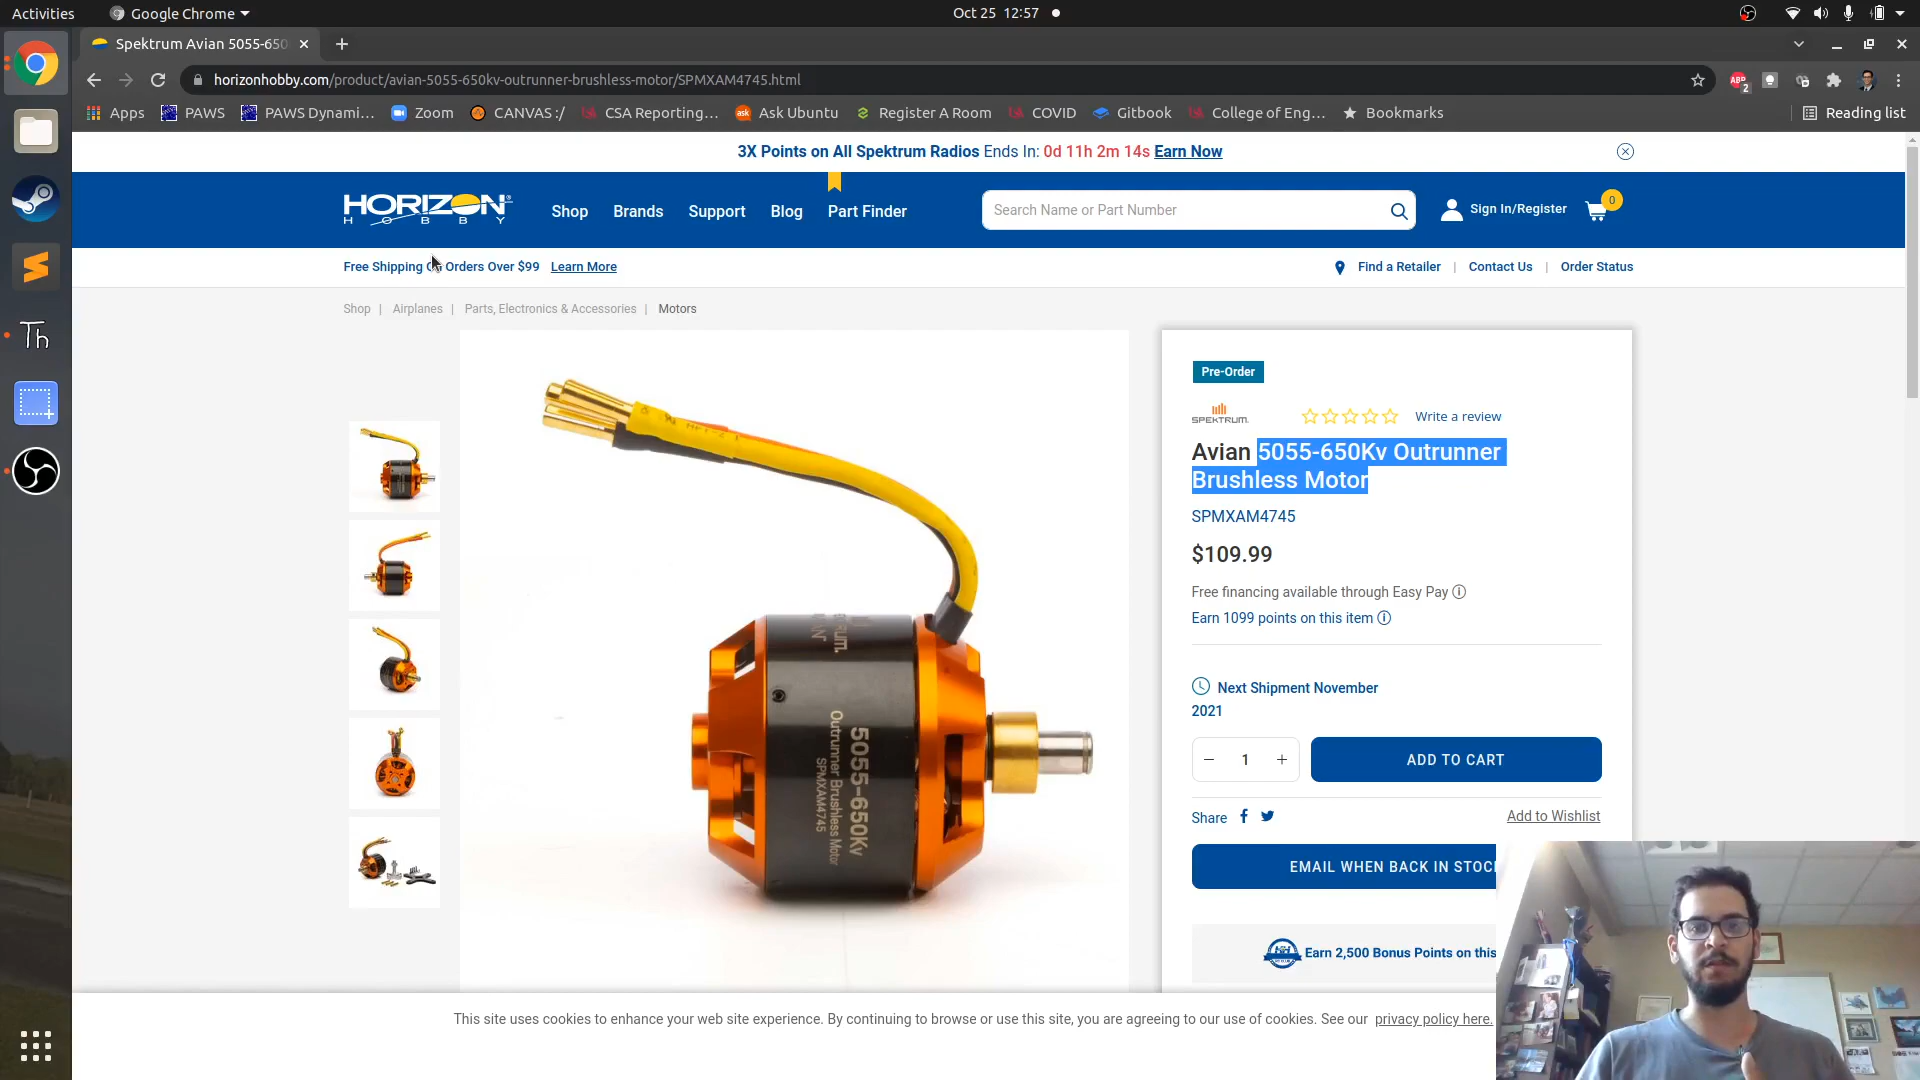 Activities
Google Chrome
Oct 25 12:57
Spektrum Avian 5055-650
horizonhobby.com/product/avian-5055-650kv-outrunner-brushless-motor/SPMXAM4745.html
ABP
2
Apps
PAWS
PAWS Dynami...
Zoom
CANVAS :/
CSA Reporting...
Ask Ubuntu
Register A Room
COVID
Gitbook
College of Eng...
Bookmarks
Reading list
Th
3X Points on All Spektrum Radios Ends In: 0d 11h 2m 14s Earn Now
HORIZON
HOBBY
Shop
Brands
Support
Blog
Part Finder
Search Name or Part Number
Sign In/Register
0
Free Shipping On Orders Over $99 Learn More
Find a Retailer | Contact Us | Order Status
Shop | Airplanes | Parts, Electronics & Accessories | Motors
Pre-Order
SPEKTRUM
Write a review
Avian 5055-650Kv Outrunner
Brushless Motor
SPMXAM4745
$109.99
Free financing available through Easy Pay
Earn 1099 points on this item
Next Shipment November
2021
1
ADD TO CART
Share
Add to Wishlist
EMAIL WHEN BACK IN STOC
Earn 2,500 Bonus Points on this
5055-650Kv
Outrunner Brushless Motor
SPMXAM4745
This site uses cookies to enhance your web site experience. By continuing to browse or use this site, you are agreeing to our use of cookies. See our privacy policy here.